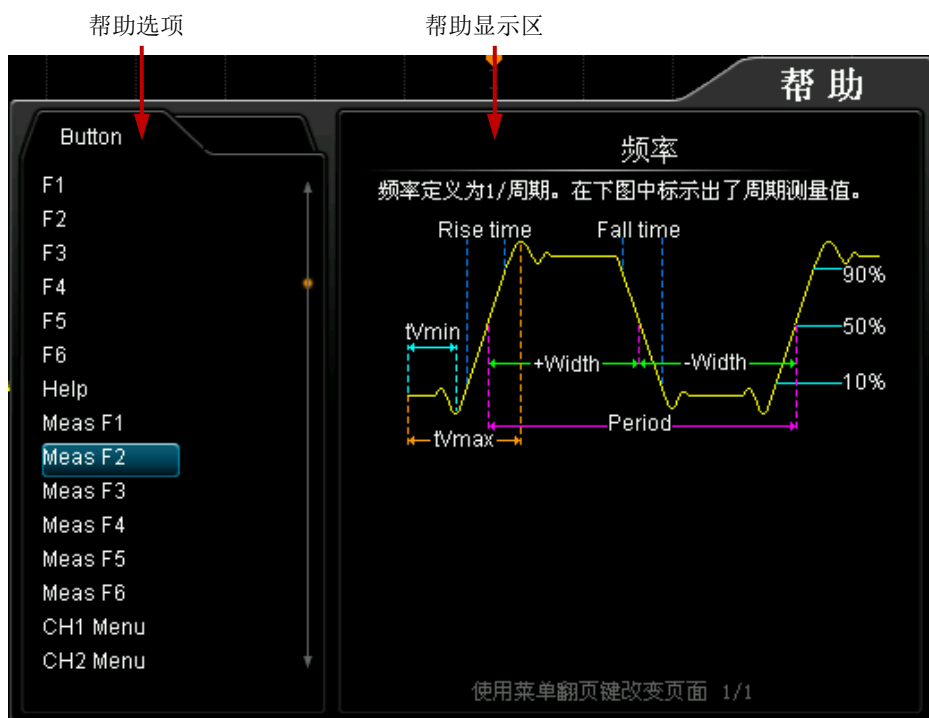 帮助选项
帮助显示区
帮助
Button
F1
F2
F3
F4
F5
F6
Help
Meas F1
Meas F2
Meas F3
Meas F4
Meas F5
Meas F6
CH1 Menu
CH2 Menu
频率
频率定义为1/周期。在下图中标示出了周期测量值。
Rise time
Fall time
90%
tVmin
50%
+Width
-Width
10%
Period
tVmax
使用菜单翻页键改变页面 1/1